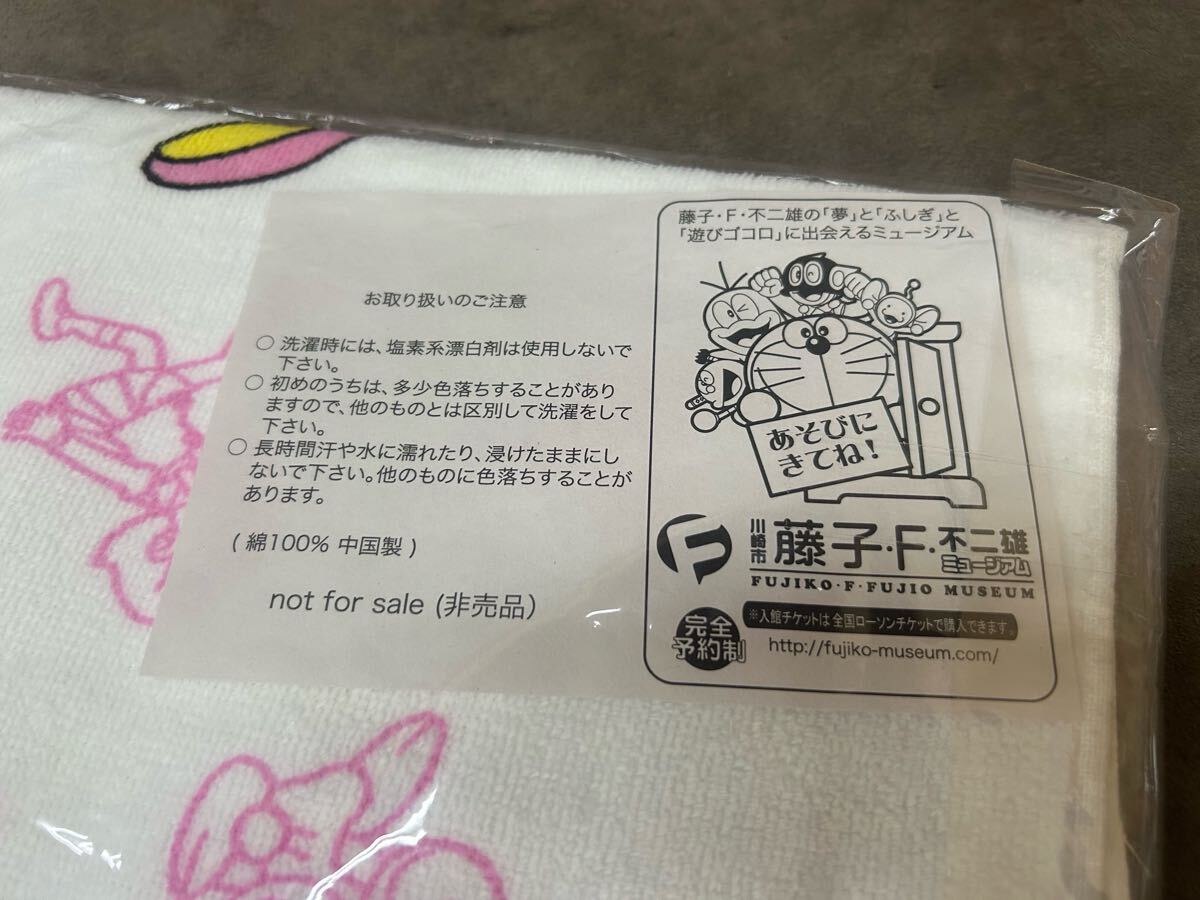 お取り扱いのご注意
○ 洗濯時には、塩素系漂白剤は使用しないで
下さい。
○ 初めのうちは、多少色落ちすることがあり
ますので、他のものとは区別して洗濯をして
下さい。
○ 長時間汗や水に濡れたり、浸けたままにし
ないで下さい。他のものに色落ちすることが
あります。
( 綿100% 中国製 )
not for sale (非売品)
藤子・F・不二雄の「夢」と「ふしぎ」と
「遊びゴコロ」に出会えるミュージアム
あそびに
きてね!
川崎市
藤子・F・不二雄
ミュージアム
FUJIKO・F・FUJIO MUSEUM
完全
予約制
※入館チケットは全国ローソンチケットで購入できます。
http://fujiko-museum.com/